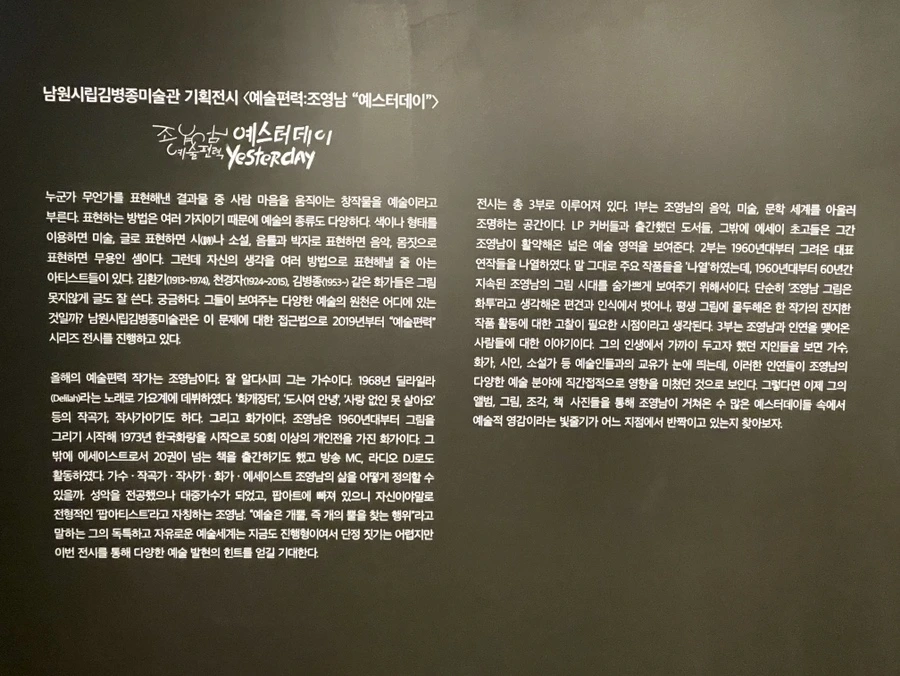 남원시립김병종미술관 기획전시 〈예술편력:조영남 “예스터데이”〉
조영남 예스터데이
예술편력 Yesterday
누군가 무언가를 표현해낸 결과물 중 사람 마음을 움직이는 창작물을 예술이라고
부른다. 표현하는 방법은 여러 가지이기 때문에 예술의 종류도 다양하다. 색이나 형태를
이용하면 미술, 글로 표현하면 시(詩)나 소설, 음률과 박자로 표현하면 음악, 몸짓으로
표현하면 무용인 셈이다. 그런데 자신의 생각을 여러 방법으로 표현해낼 줄 아는
아티스트들이 있다. 김환기(1913~1974), 천경자(1924~2015), 김병종(1953~) 같은 화가들은 그림
못지않게 글도 잘 쓴다. 궁금하다. 그들이 보여주는 다양한 예술의 원천은 어디에 있는
것일까? 남원시립김병종미술관은 이 문제에 대한 접근법으로 2019년부터 “예술편력”
시리즈 전시를 진행하고 있다.
올해의 예술편력 작가는 조영남이다. 잘 알다시피 그는 가수이다. 1968년 딜라일라
(Delilah)라는 노래로 가요계에 데뷔하였다. '화개장터', '도시여 안녕', '사랑 없인 못 살아요'
등의 작곡가, 작사가이기도 하다. 그리고 화가이다. 조영남은 1960년대부터 그림을
그리기 시작해 1973년 한국화랑을 시작으로 50회 이상의 개인전을 가진 화가이다. 그
밖에 에세이스트로서 20권이 넘는 책을 출간하기도 했고 방송 MC, 라디오 DJ로도
활동하였다. 가수 · 작곡가 · 작사가 · 화가 · 에세이스트 조영남의 삶을 어떻게 정의할 수
있을까. 성악을 전공했으나 대중가수가 되었고, 팝아트에 빠져 있으니 자신이야말로
전형적인 '팝아티스트'라고 자칭하는 조영남. “예술은 개뿔, 즉 개의 뿔을 찾는 행위”라고
말하는 그의 독특하고 자유로운 예술세계는 지금도 진행형이여서 단정 짓기는 어렵지만
이번 전시를 통해 다양한 예술 발현의 힌트를 얻길 기대한다.
전시는 총 3부로 이루어져 있다. 1부는 조영남의 음악, 미술, 문학 세계를 아울러
조명하는 공간이다. LP 커버들과 출간했던 도서들, 그밖에 에세이 초고들은 그간
조영남이 활약해온 넓은 예술 영역을 보여준다. 2부는 1960년대부터 그려온 대표
연작들을 나열하였다. 말 그대로 주요 작품들을 '나열'하였는데, 1960년대부터 60년간
지속된 조영남의 그림 시대를 숨가쁘게 보여주기 위해서이다. 단순히 '조영남 그림은
화투'라고 생각해온 편견과 인식에서 벗어나, 평생 그림에 몰두해온 한 작가의 진지한
작품 활동에 대한 고찰이 필요한 시점이라고 생각된다. 3부는 조영남과 인연을 맺어온
사람들에 대한 이야기이다. 그의 인생에서 가까이 두고자 했던 지인들을 보면 가수,
화가, 시인, 소설가 등 예술인들과의 교유가 눈에 띄는데, 이러한 인연들이 조영남의
다양한 예술 분야에 직간접적으로 영향을 미쳤던 것으로 보인다. 그렇다면 이제 그의
앨범, 그림, 조각, 책 사진들을 통해 조영남이 거쳐온 수 많은 예스터데이들 속에서
예술적 영감이라는 빛줄기가 어느 지점에서 반짝이고 있는지 찾아보자.